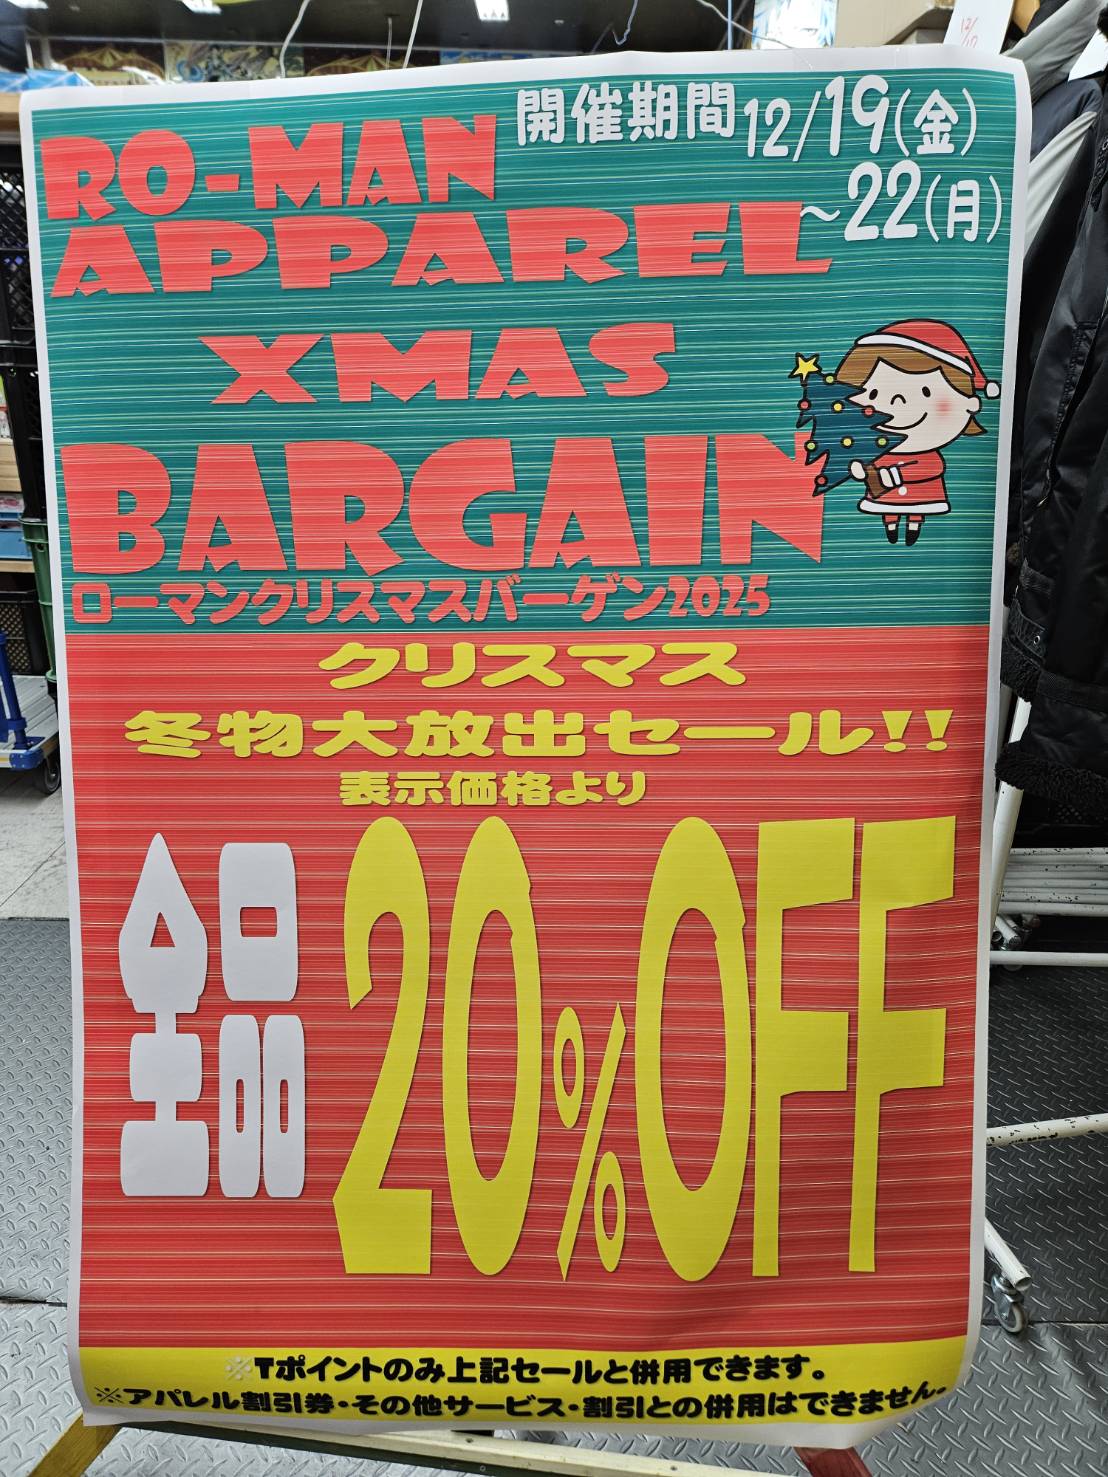 RO-MAN
開催期間 12/19(金)
~22(月)
APPAREL
XMAS
BARGAIN
ローマンクリスマスバーゲン2025
クリスマス
冬物大放出セール!!
表示価格より
全品 20%OFF
※Tポイントのみ上記セールと併用できます。
※アパレル割引券・その他サービス・割引との併用はできません。
12/17